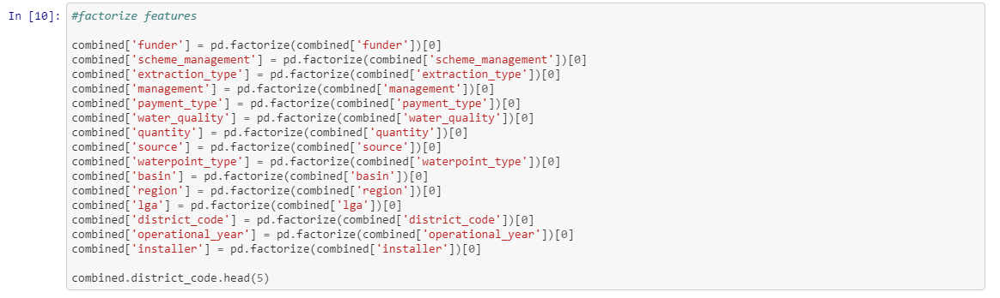 In [10]: #factorize features
combined['funder'] = pd.factorize(combined['funder'])[0]
combined['scheme_management'] = pd.factorize(combined['scheme_management'])[0]
combined['extraction_type'] = pd.factorize(combined['extraction_type'])[0]
combined['management'] = pd.factorize(combined['management'])[0]
combined['payment_type'] = pd.factorize(combined['payment_type'])[0]
combined['water_quality'] = pd.factorize(combined['water_quality'])[0]
combined['quantity'] = pd.factorize(combined['quantity'])[0]
combined['source'] = pd.factorize(combined['source'])[0]
combined['waterpoint_type'] = pd.factorize(combined['waterpoint_type'])[0]
combined['basin'] = pd.factorize(combined['basin'])[0]
combined['region'] = pd.factorize(combined['region'])[0]
combined['lga'] = pd.factorize(combined['lga'])[0]
combined['district_code'] = pd.factorize(combined['district_code'])[0]
combined['operational_year'] = pd.factorize(combined['operational_year'])[0]
combined['installer'] = pd.factorize(combined['installer'])[0]
combined.district_code.head(5)